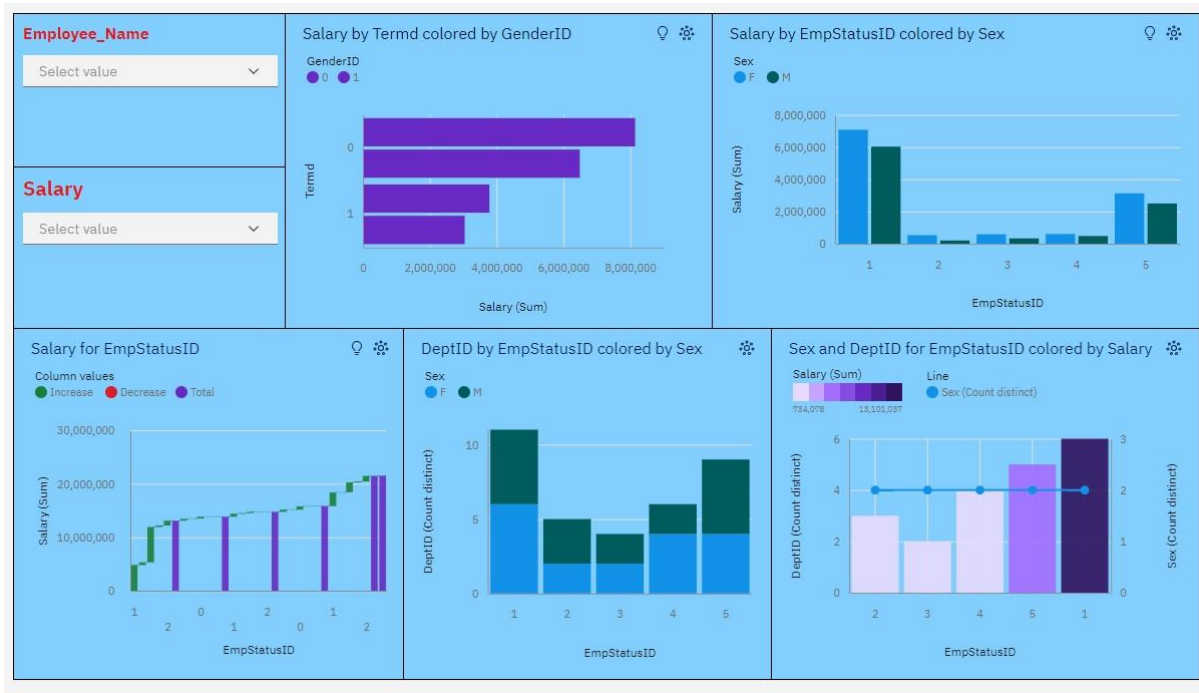 Employee_Name
Select value
Salary
Select value
Salary by Termd colored by GenderID
GenderID
0 1
Termd
0
1
0 2,000,000 4,000,000 6,000,000 8,000,000
Salary (Sum)
Salary by EmpStatusID colored by Sex
Sex
F M
Salary (Sum)
8,000,000
6,000,000
4,000,000
2,000,000
0
1 2 3 4 5
EmpStatusID
Salary for EmpStatusID
Column values
Increase Decrease Total
Salary (Sum)
30,000,000
20,000,000
10,000,000
0
1 0 2 1
2 1 0 2
EmpStatusID
DeptID by EmpStatusID colored by Sex
Sex
F M
DeptID (Count distinct)
10
5
0
1 2 3 4 5
EmpStatusID
Sex and DeptID for EmpStatusID colored by Salary
Salary (Sum) Line
Sex (Count distinct)
734,078 13,101,037
DeptID (Count distinct)
6
4
2
0
3
2
1
0
Sex (Count distinct)
2 3 4 5 1
EmpStatusID